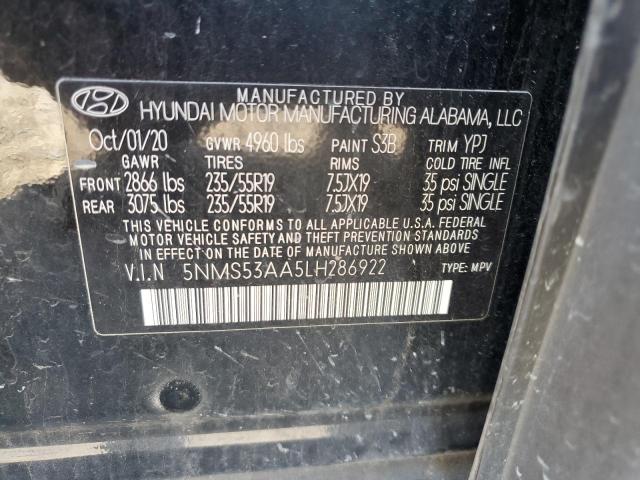 MANUFACTURED BY
HYUNDAI MOTOR MANUFACTURING ALABAMA, LLC
Oct/01/20 GVWR 4960 lbs PAINT S3B TRIM YPJ
GAWR TIRES RIMS COLD TIRE INFL
FRONT 2866 lbs 235/55R19 7.5JX19 35 psi SINGLE
REAR 3075 lbs 235/55R19 7.5JX19 35 psi SINGLE
THIS VEHICLE CONFORMS TO ALL APPLICABLE U.S.A. FEDERAL
MOTOR VEHICLE SAFETY AND THEFT PREVENTION STANDARDS
IN EFFECT ON THE DATE OF MANUFACTURE SHOWN ABOVE
V.I.N 5NMS53AA5LH286922 TYPE: MPV